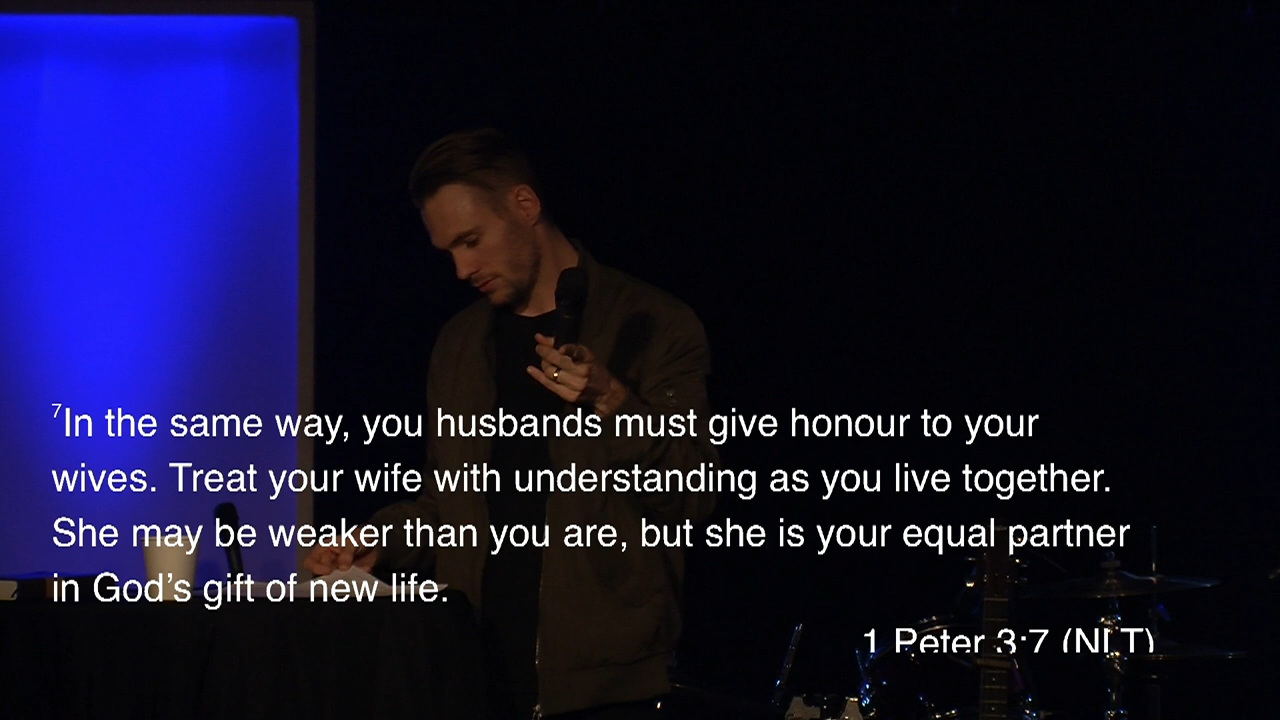 ⁷In the same way, you husbands must give honour to your
wives. Treat your wife with understanding as you live together.
She may be weaker than you are, but she is your equal partner
in God’s gift of new life.
1 Peter 3:7 (NLT)